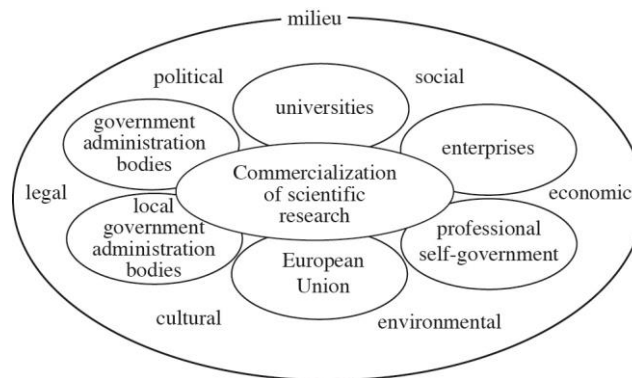 milieu
political
social
universities
government
administration
bodies
enterprises
Commercialization
of scientific
research
legal
economic
local
government
administration
bodies
professional
self-government
European
Union
cultural
environmental